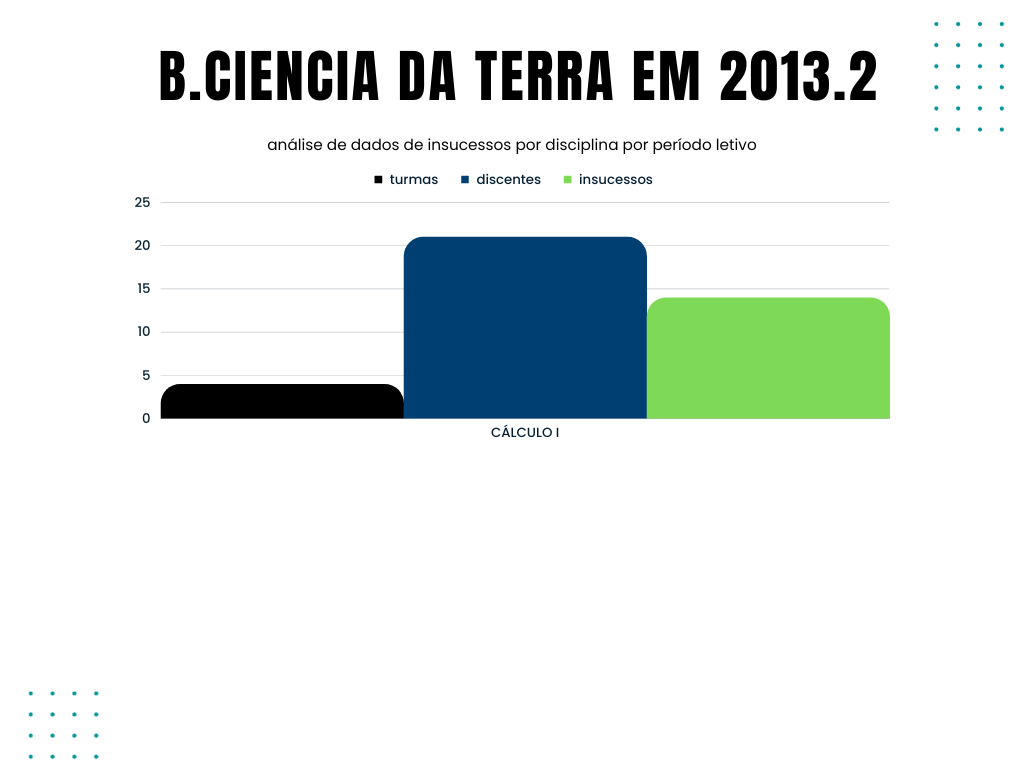 B.CIENCIA DA TERRA EM 2013.2
análise de dados de insucessos por disciplina por período letivo
turmas discentes insucessos
25
20
15
10
5
0
CÁLCULO I